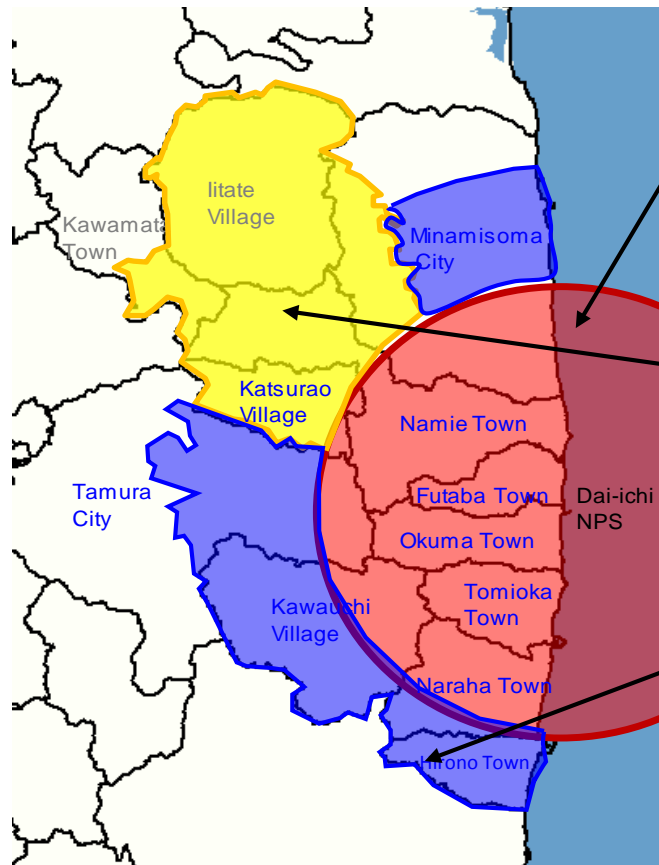 Iitate
Village
Kawamata
Town
Minamisoma
City
Katsurao
Village
Namie Town
Tamura
City
Futaba Town
Dai-ichi
NPS
Okuma Town
Tomioka
Town
Kawauchi
Village
Naraha Town
Hirono Town